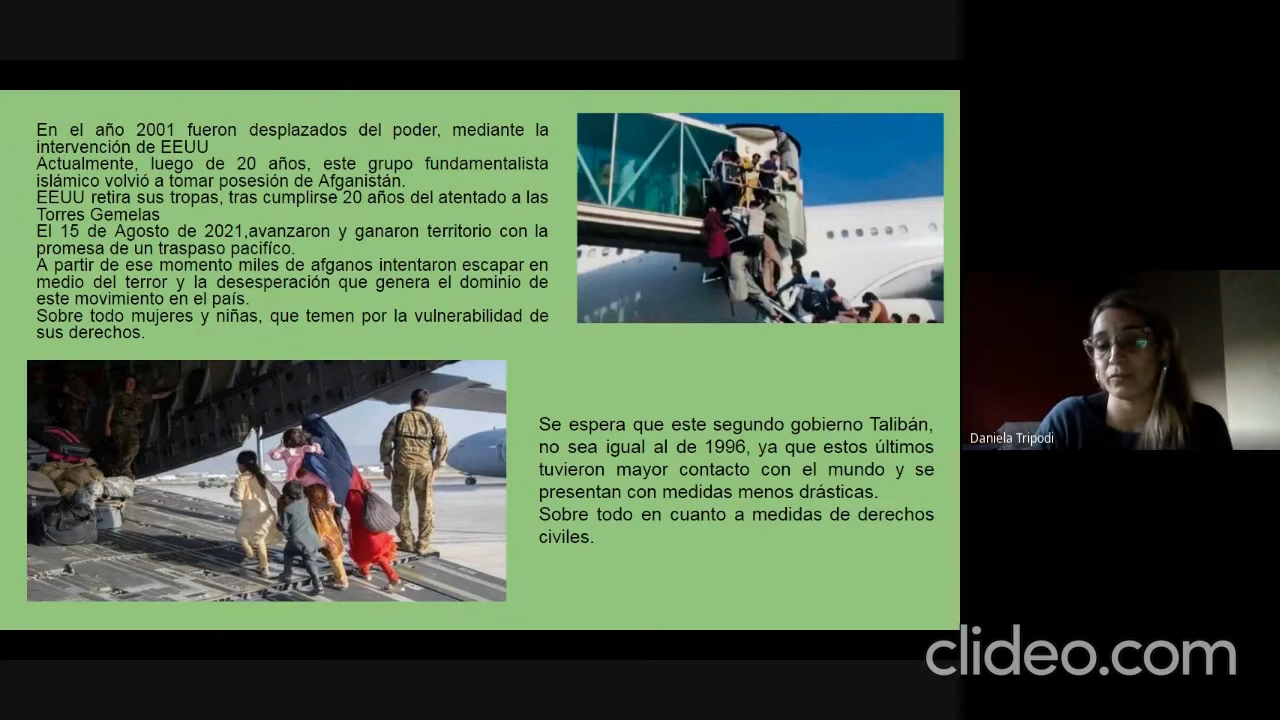 En el año 2001 fueron desplazados del poder, mediante la
intervención de EEUU
Actualmente, luego de 20 años, este grupo fundamentalista
islámico volvió a tomar posesión de Afganistán.
EEUU retira sus tropas, tras cumplirse 20 años del atentado a las
Torres Gemelas
El 15 de Agosto de 2021,avanzaron y ganaron territorio con la
promesa de un traspaso pacifíco.
A partir de ese momento miles de afganos intentaron escapar en
medio del terror y la desesperación que genera el dominio de
este movimiento en el país.
Sobre todo mujeres y niñas, que temen por la vulnerabilidad de
sus derechos.
Se espera que este segundo gobierno Talibán,
no sea igual al de 1996, ya que estos últimos
tuvieron mayor contacto con el mundo y se
presentan con medidas menos drásticas.
Sobre todo en cuanto a medidas de derechos
civiles.
Daniela Tripodi
clideo.com